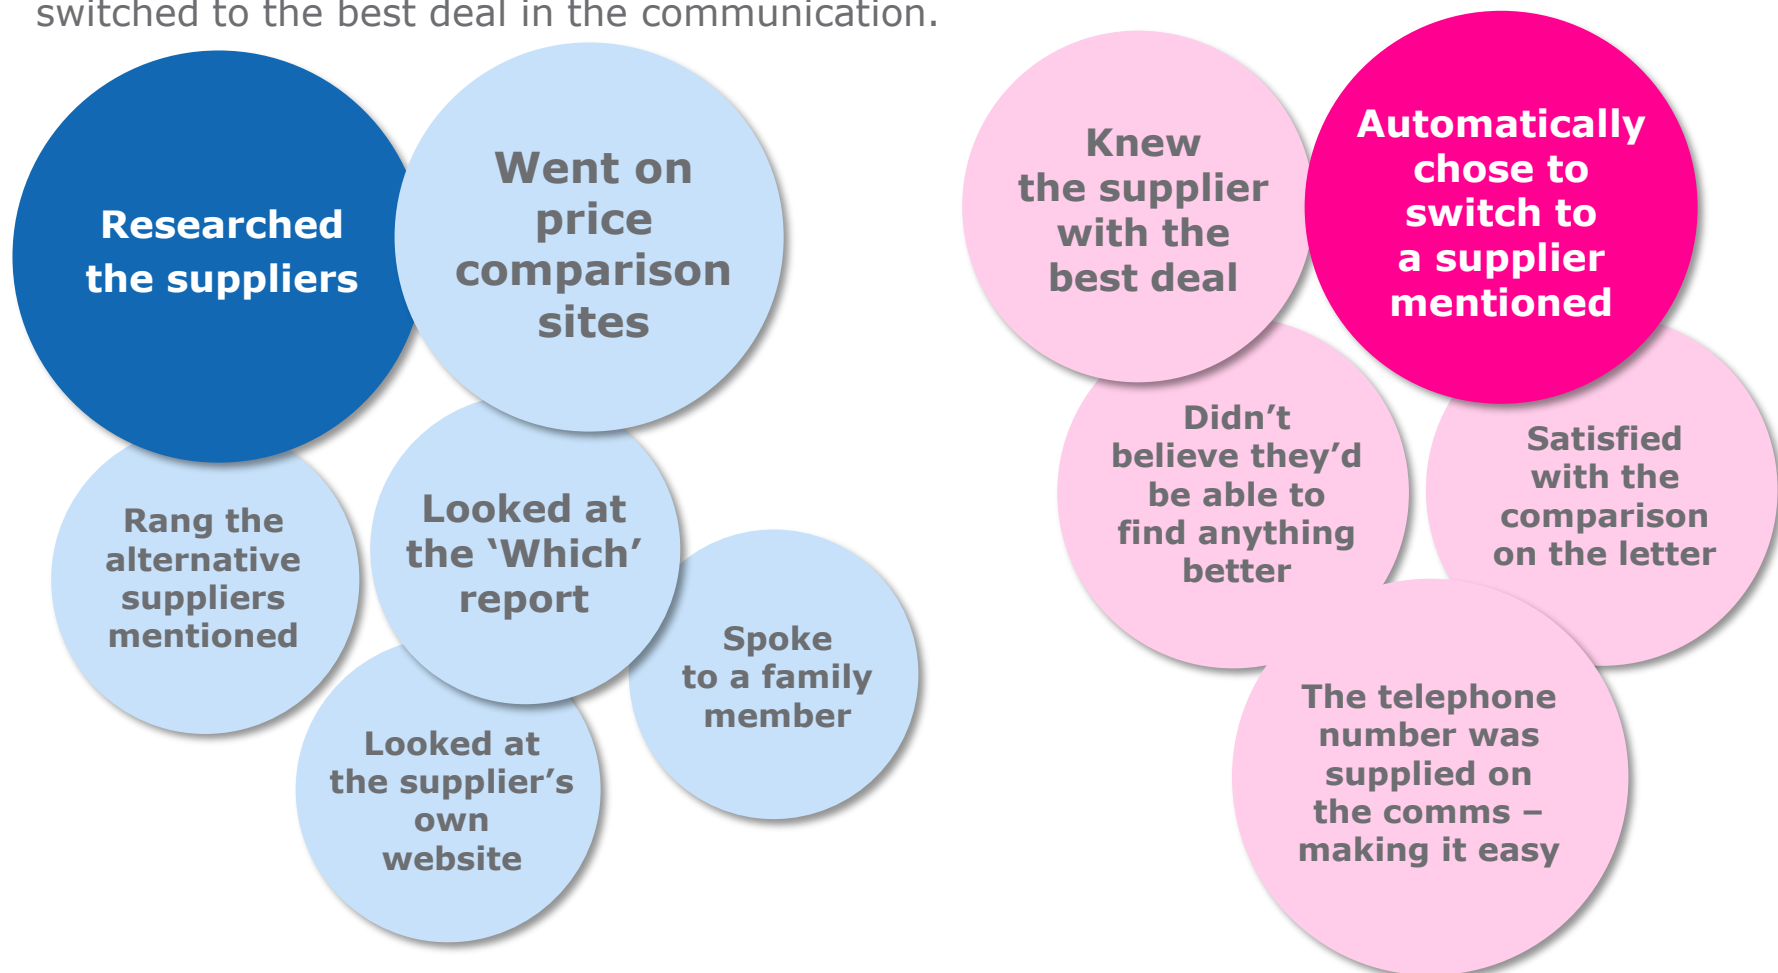 switched to the best deal in the communication.
Researched
the suppliers
Went on
price
comparison
sites
Rang the
alternative
suppliers
mentioned
Looked at
the ‘Which’
report
Spoke
to a family
member
Looked at
the supplier’s
own
website
Knew
the supplier
with the
best deal
Automatically
chose to
switch to
a supplier
mentioned
Didn’t
believe they’d
be able to
find anything
better
Satisfied
with the
comparison
on the letter
The telephone
number was
supplied on
the comms –
making it easy